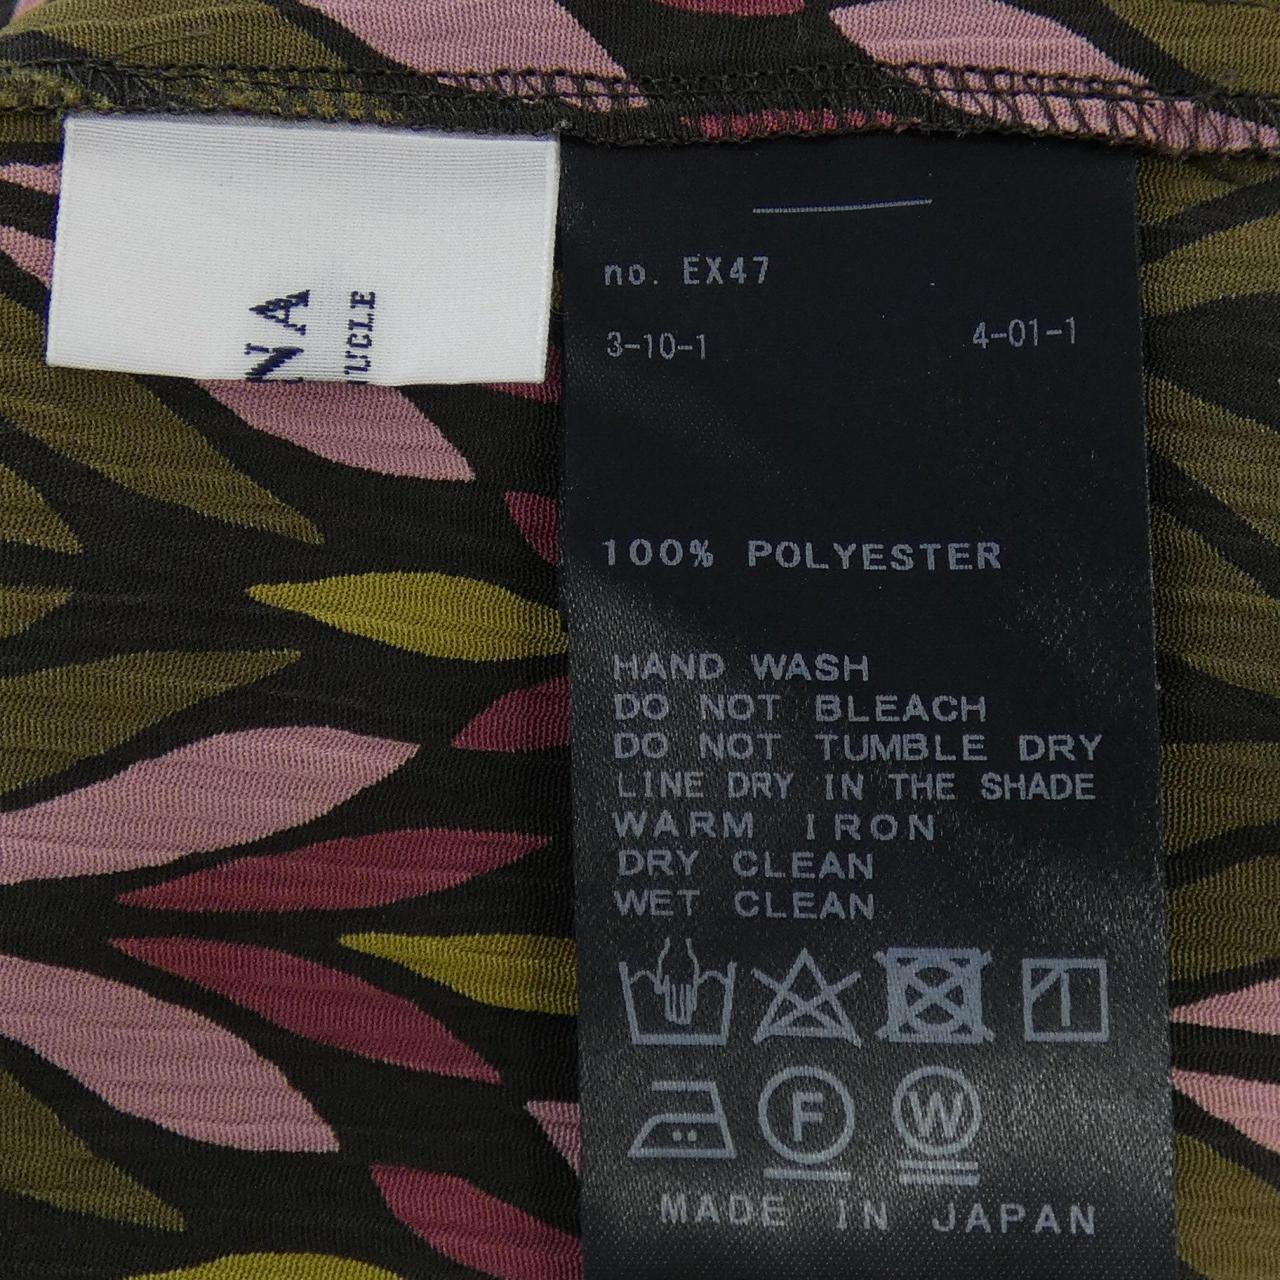 NA
no. EX47
3-10-1 4-01-1
100% POLYESTER
HAND WASH
DO NOT BLEACH
DO NOT TUMBLE DRY
LINE DRY IN THE SHADE
WARM IRON
DRY CLEAN
WET CLEAN
F W
MADE IN JAPAN